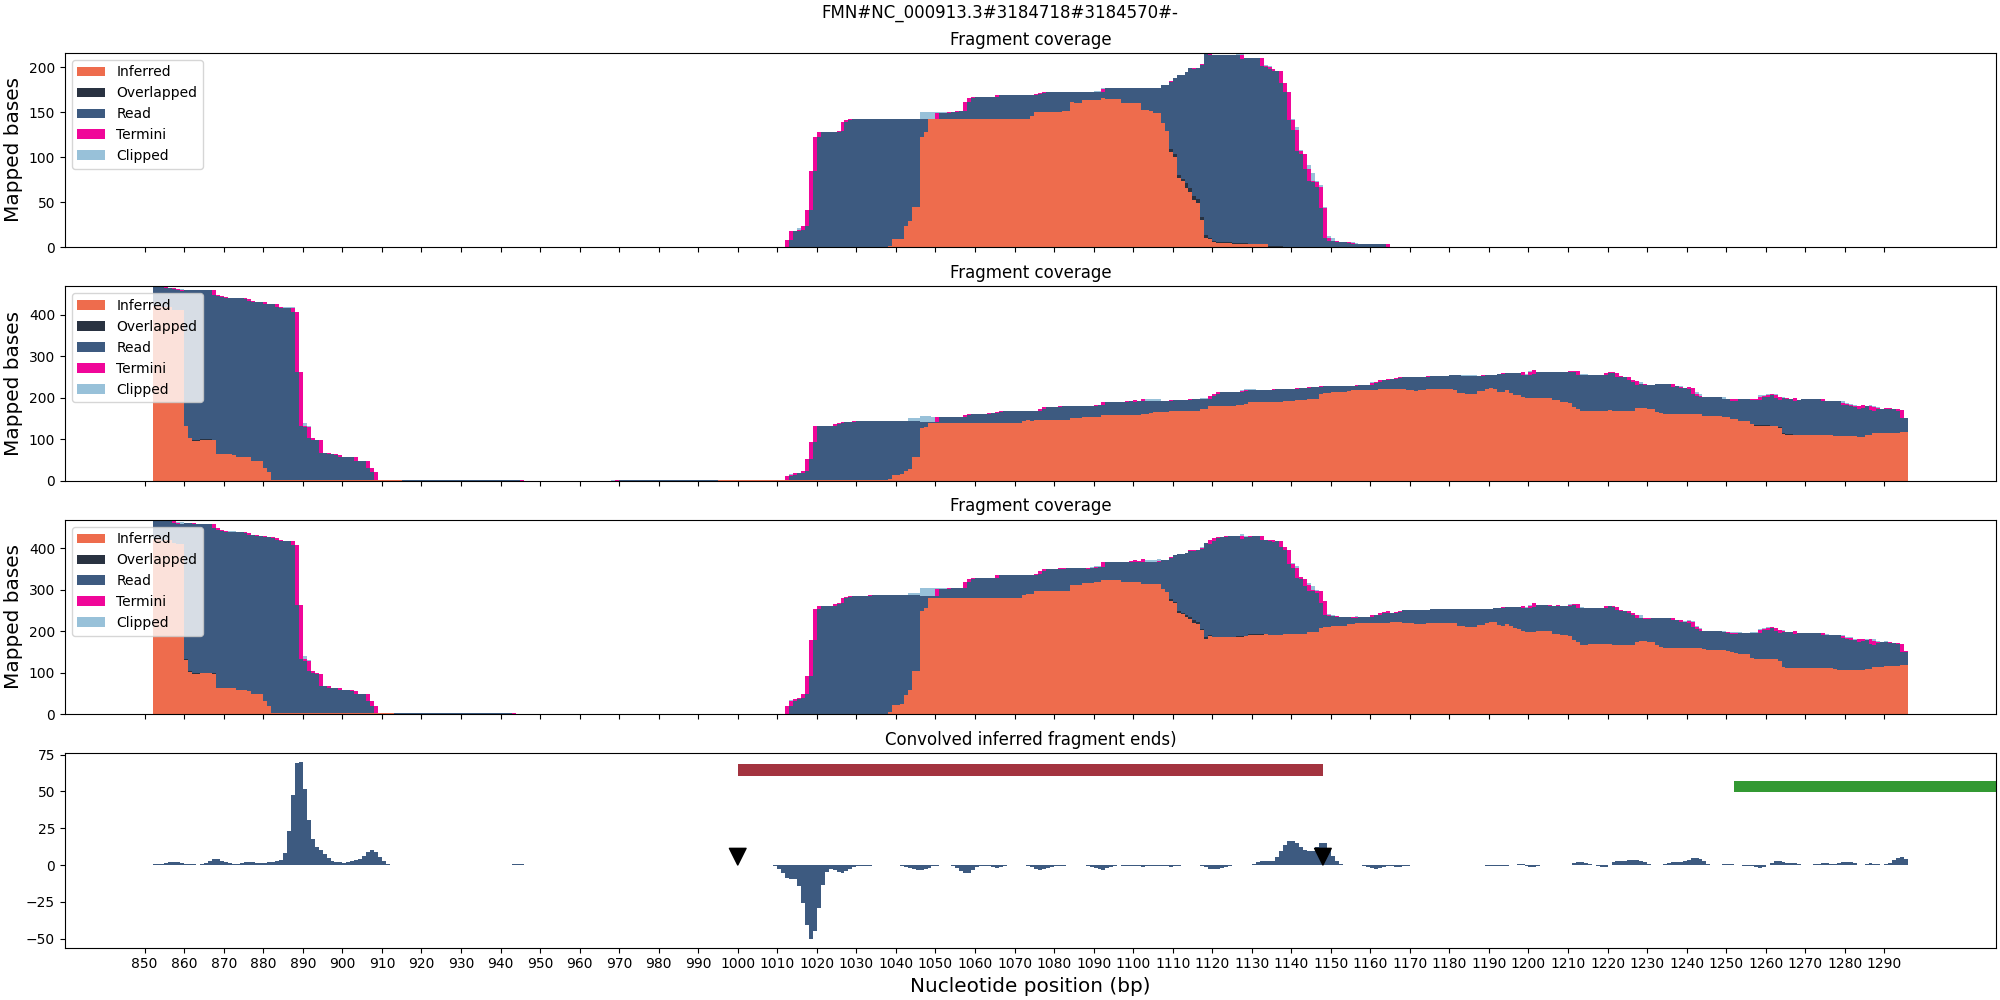 FMN#NC_000913.3#3184718#3184570#-
Fragment coverage
Mapped bases
200
150
100
50
0
Inferred
Overlapped
Read
Termini
Clipped
Fragment coverage
Mapped bases
400
300
200
100
0
Inferred
Overlapped
Read
Termini
Clipped
Fragment coverage
Mapped bases
400
300
200
100
0
Inferred
Overlapped
Read
Termini
Clipped
Convolved inferred fragment ends)
75
50
25
0
−25
−50
850 860 870 880 890 900 910 920 930 940 950 960 970 980 990 1000 1010 1020 1030 1040 1050 1060 1070 1080 1090 1100 1110 1120 1130 1140 1150 1160 1170 1180 1190 1200 1210 1220 1230 1240 1250 1260 1270 1280 1290
Nucleotide position (bp)